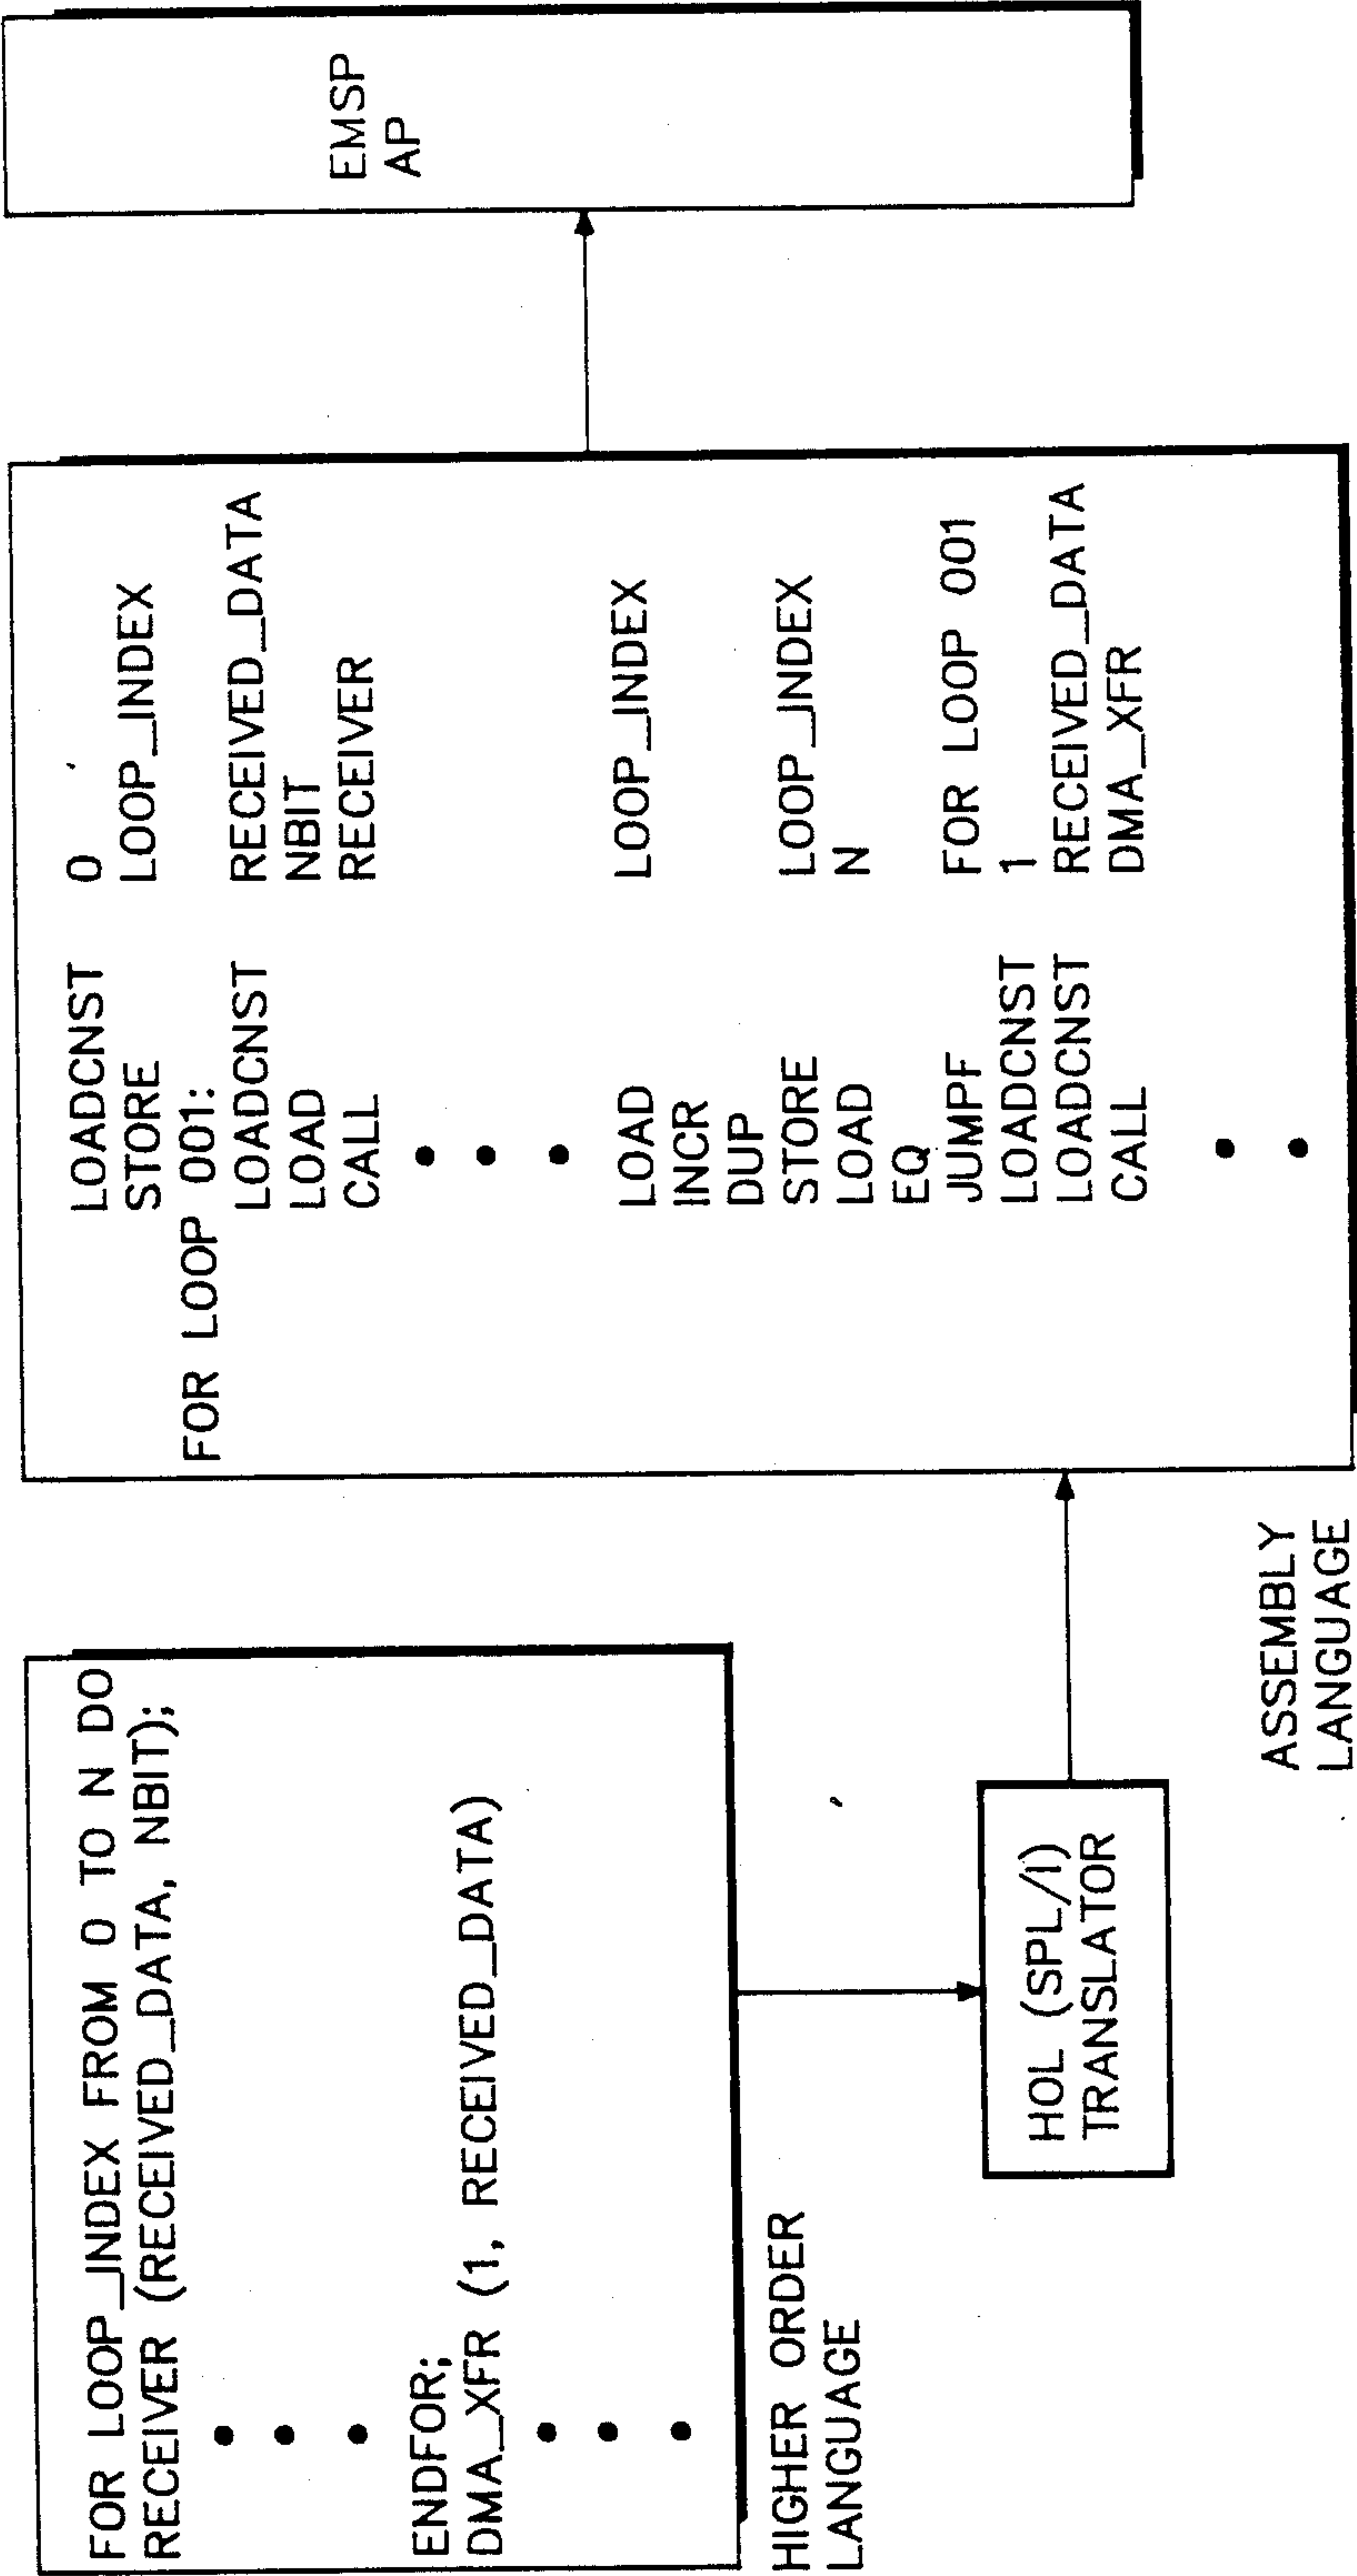 FOR LOOP_INDEX FROM 0 TO N DO
RECEIVER (RECEIVED_DATA, NBIT);
ENDFOR;
DMA_XFR (1, RECEIVED_DATA)
HIGHER ORDER
LANGUAGE
HOL (SPL/I)
TRANSLATOR
LOADCNST 0
STORE LOOP_INDEX
FOR LOOP 001:
LOADCNST RECEIVED_DATA
LOAD NBIT
CALL RECEIVER
LOAD LOOP_INDEX
INCR
DUP
STORE LOOP_INDEX
LOAD N
EQ
JUMPF FOR LOOP 001
LOADCNST 1
LOADCNST RECEIVED_DATA
CALL DMA_XFR
ASSEMBLY
LANGUAGE
EMSP
AP